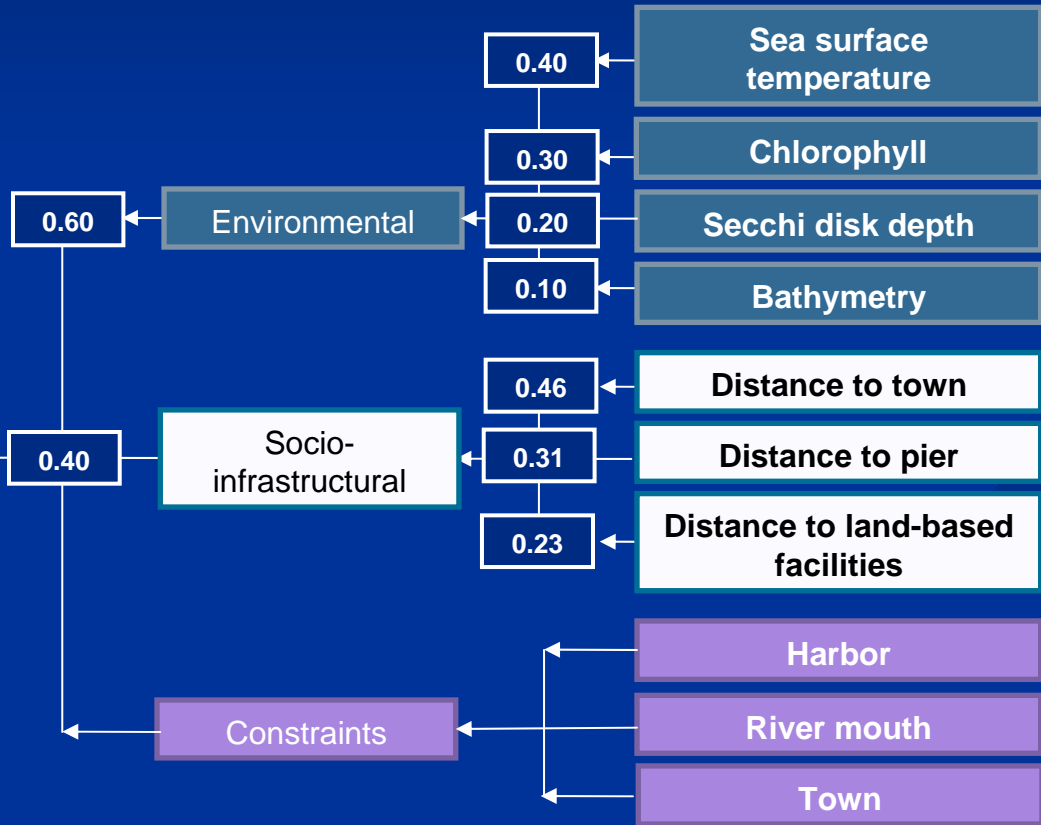 0.40
Sea surface
temperature
0.30
Chlorophyll
0.60
Environmental
0.20
Secchi disk depth
0.10
Bathymetry
0.46
Distance to town
0.40
Socio-
infrastructural
0.31
Distance to pier
0.23
Distance to land-based
facilities
Harbor
Constraints
River mouth
Town